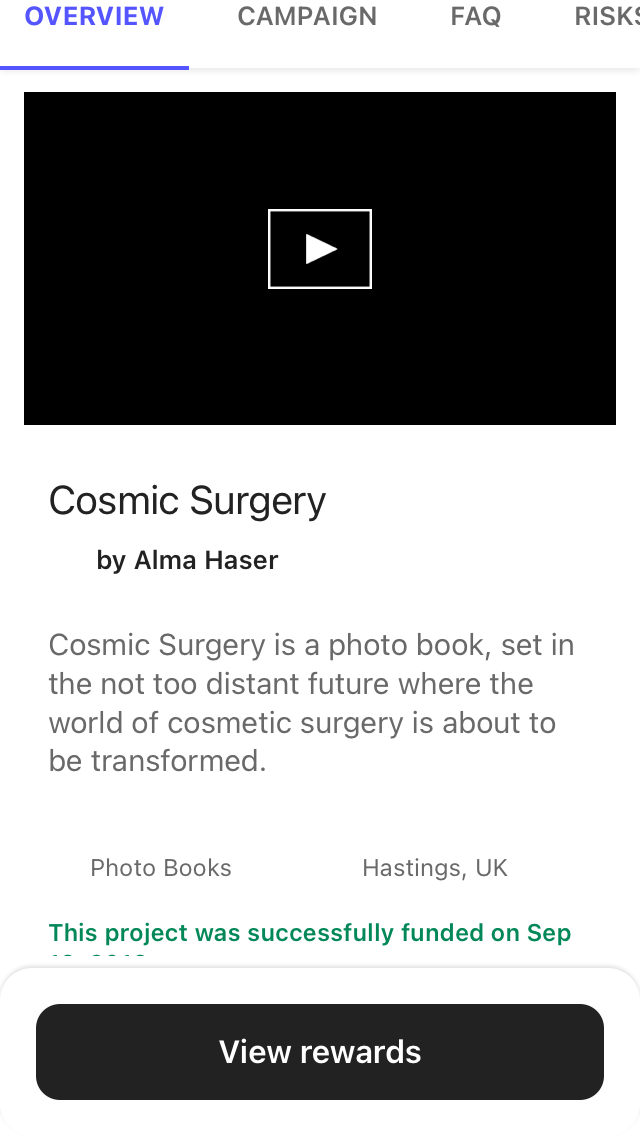 OVERVIEW CAMPAIGN FAQ RISKS
Cosmic Surgery
by Alma Haser
Cosmic Surgery is a photo book, set in
the not too distant future where the
world of cosmetic surgery is about to
be transformed.
Photo Books Hastings, UK
This project was successfully funded on Sep
View rewards